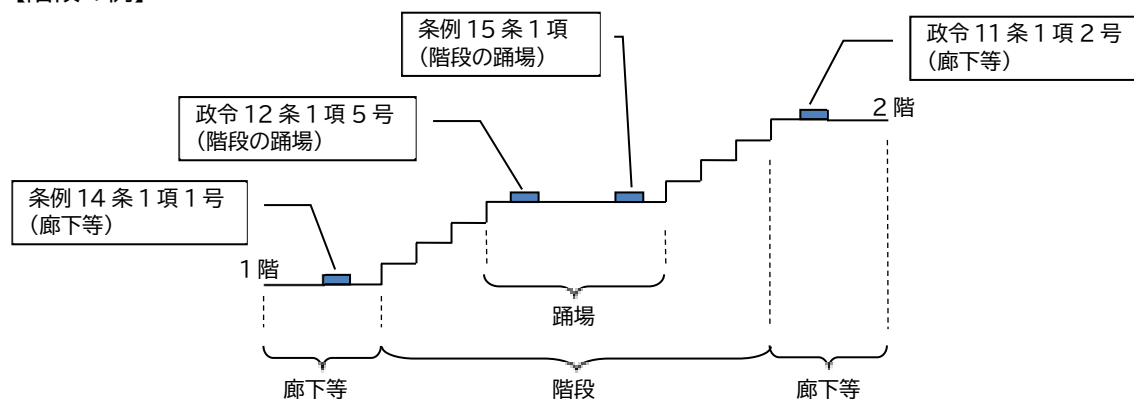 【階段の例】
条例15条1項
(階段の踊場)
政令11条1項2号
(廊下等)
政令12条1項5号
(階段の踊場)
2階
条例14条1項1号
(廊下等)
1階
踊場
廊下等
階段
廊下等